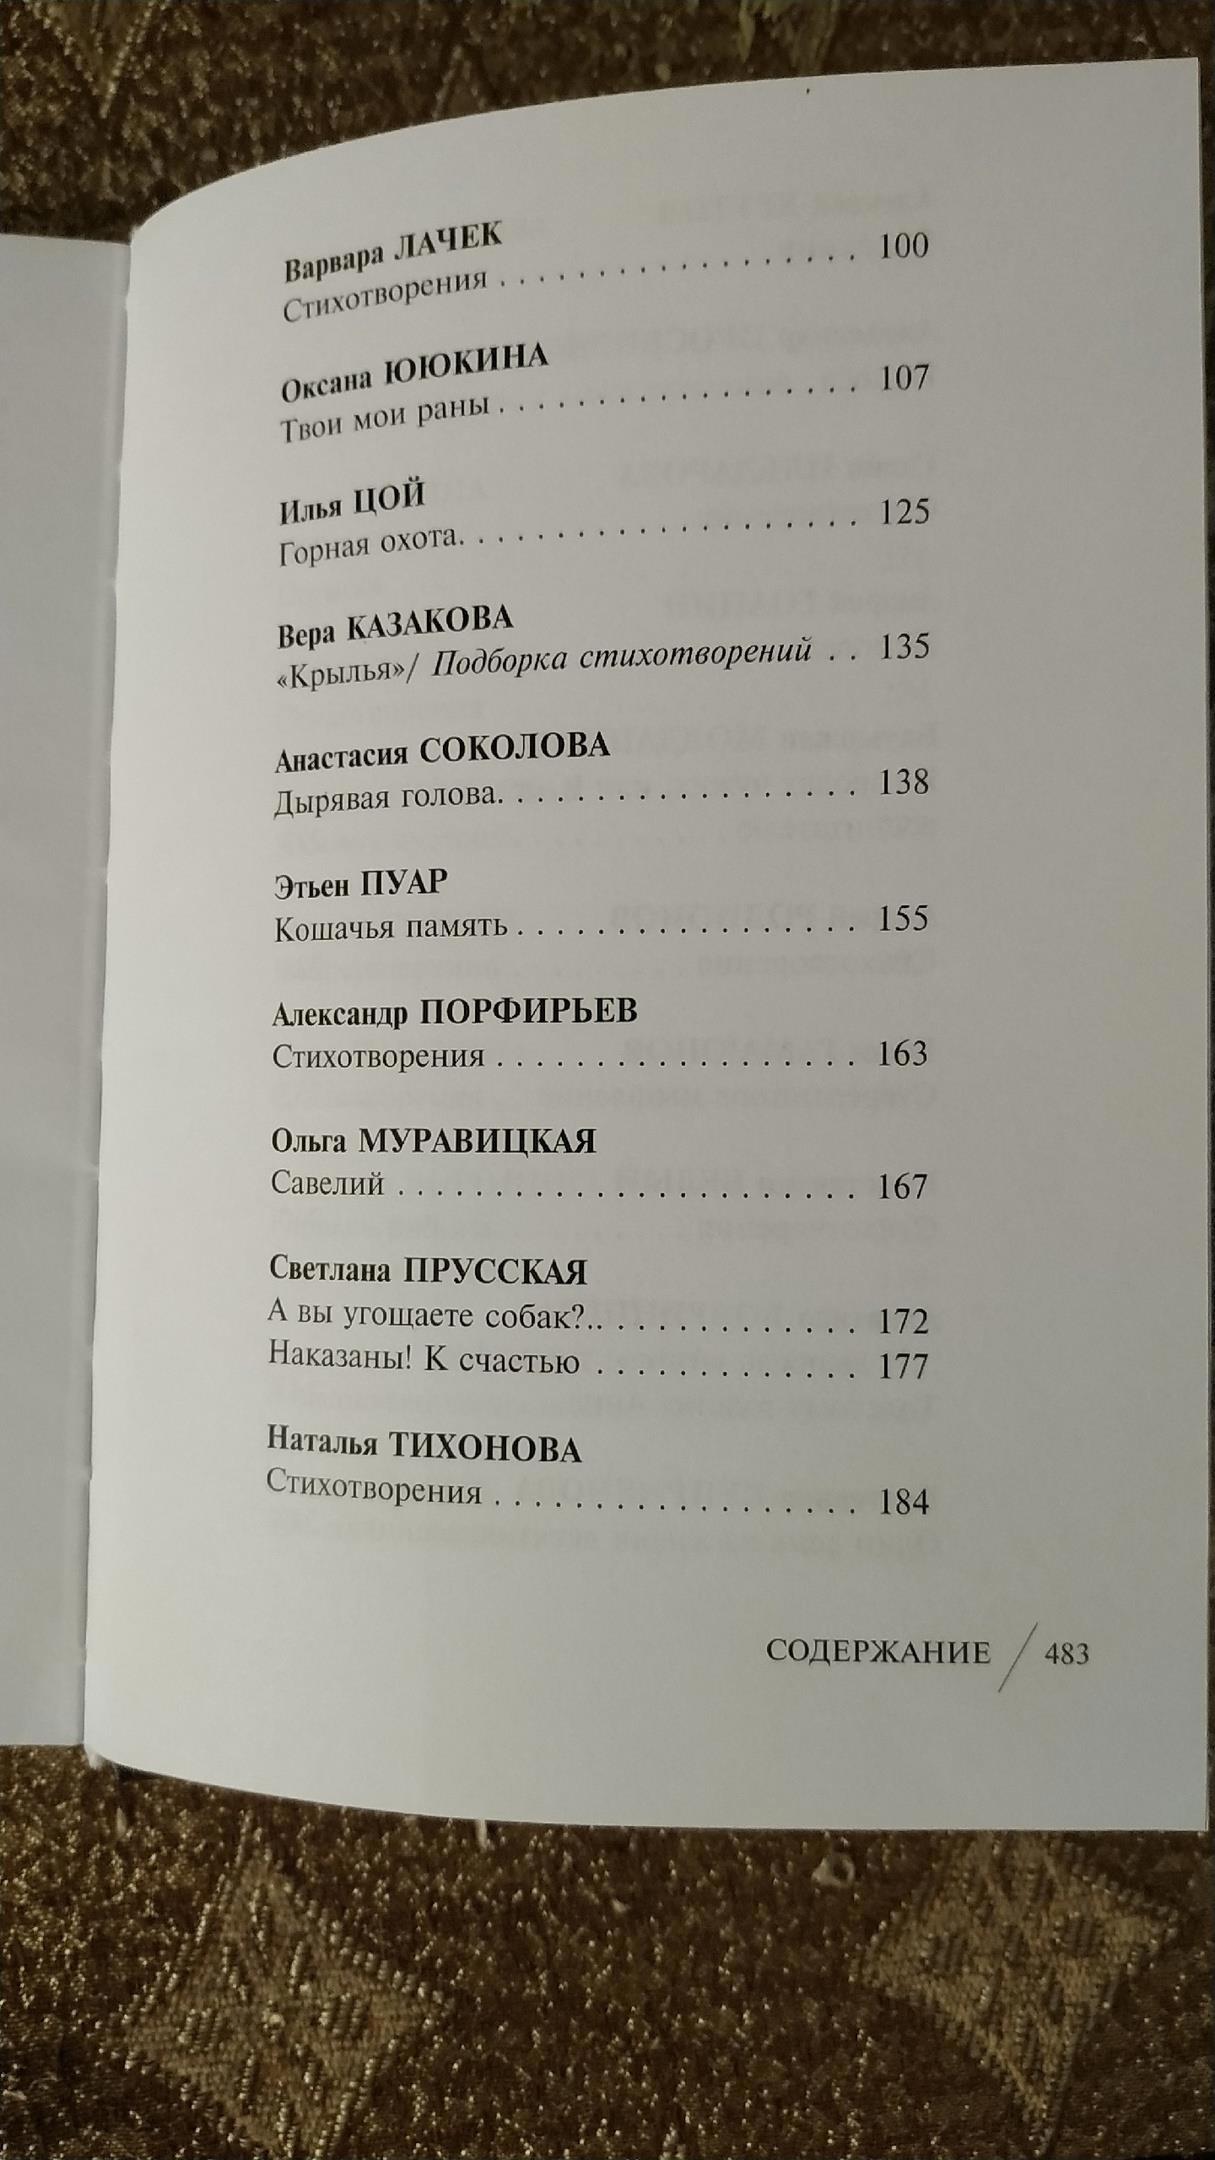 Варвара ЛАЧЕК
Стихотворения . . . . . . . . . . . . . . . . . . 100
Оксана ЮЮКИНА
Твои мои раны . . . . . . . . . . . . . . . . . . 107
Илья ЦОЙ
Горная охота. . . . . . . . . . . . . . . . . . . . 125
Вера КАЗАКОВА
«Крылья»/ Подборка стихотворений . . 135
Анастасия СОКОЛОВА
Дырявая голова. . . . . . . . . . . . . . . . . . 138
Этьен ПУАР
Кошачья память . . . . . . . . . . . . . . . . . 155
Александр ПОРФИРЬЕВ
Стихотворения . . . . . . . . . . . . . . . . . . 163
Ольга МУРАВИЦКАЯ
Савелий . . . . . . . . . . . . . . . . . . . . . . . 167
Светлана ПРУССКАЯ
А вы угощаете собак?.. . . . . . . . . . . . . . 172
Наказаны! К счастью . . . . . . . . . . . . . 177
Наталья ТИХОНОВА
Стихотворения . . . . . . . . . . . . . . . . . . 184
СОДЕРЖАНИЕ / 483